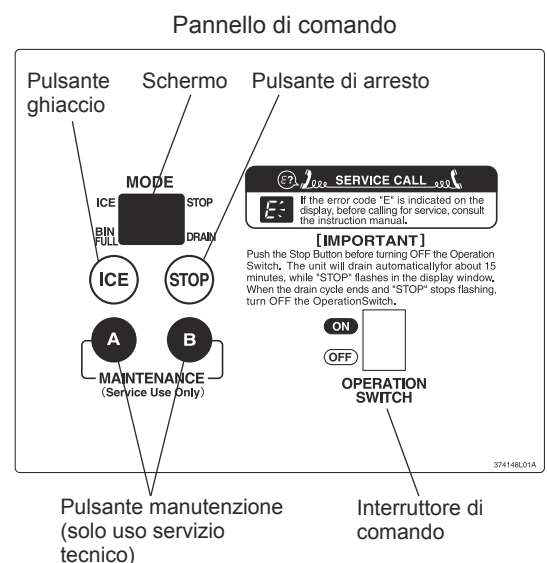 Pannello di comando
Pulsante
ghiaccio
Schermo
Pulsante di arresto
MODE
ICE
STOP
BIN
FULL
DRAIN
ICE
STOP
A
B
MAINTENANCE
(Service Use Only)
E?
SERVICE CALL
E
If the error code "E" is indicated on the
display, before calling for service, consult
the instruction manual.
[IMPORTANT]
Push the Stop Button before turning OFF the Operation
Switch. The unit will drain automaticallyfor about 15
minutes, while "STOP" flashes in the display window.
When the drain cycle ends and "STOP" stops flashing,
turn OFF the OperationSwitch.
ON
OFF
OPERATION
SWITCH
374148L01A
Pulsante manutenzione
(solo uso servizio
tecnico)
Interruttore di
comando